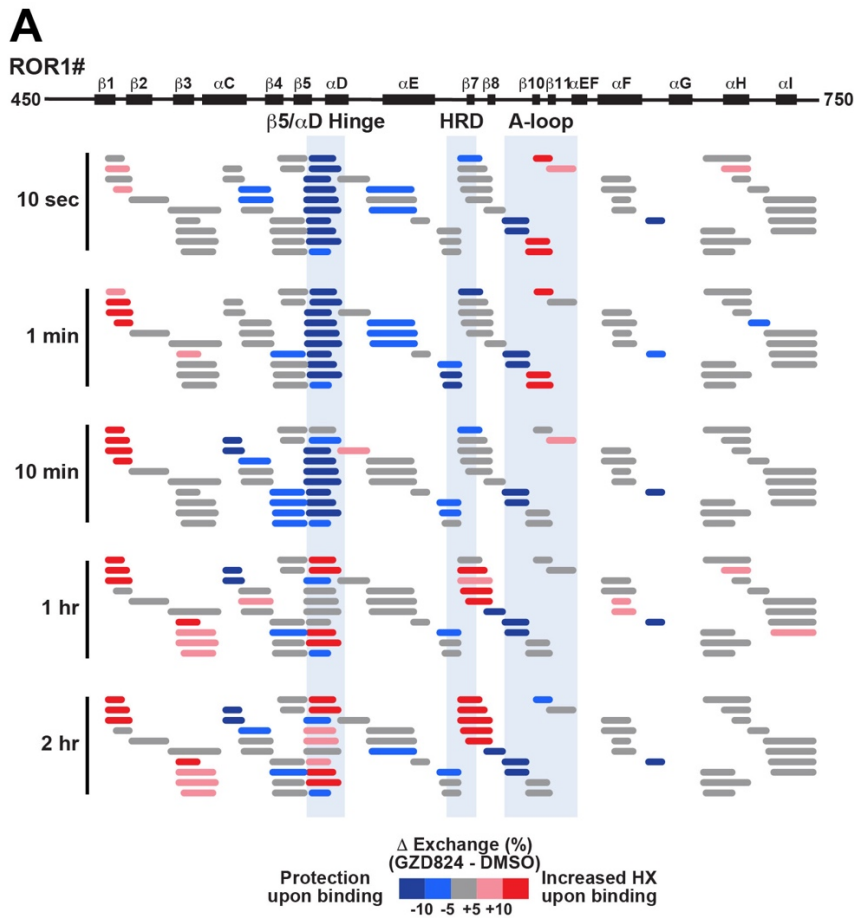 A
ROR1#
β1 β2 β3 αC β4 β5 αD αE β7 β8 β10 β11 αEF αF αG αH αI
450 750
β5/αD Hinge HRD A-loop
10 sec
1 min
10 min
1 hr
2 hr
Δ Exchange (%)
(GZD824 - DMSO)
Protection upon binding
Increased HX upon binding
-10 -5 +5 +10